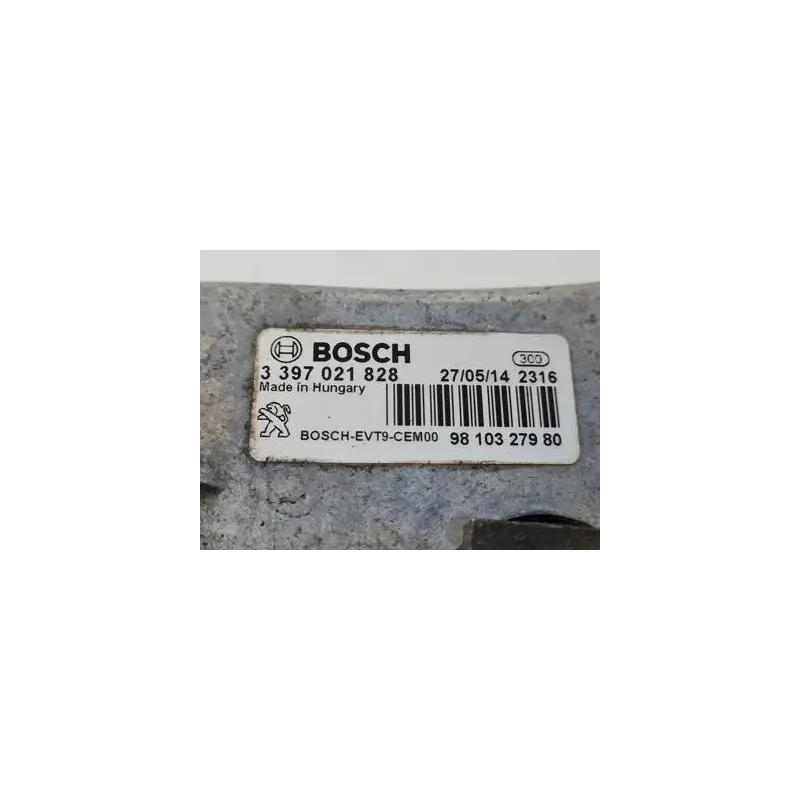 BOSCH 300
3 397 021 828 27/05/14 2316
Made in Hungary
BOSCH-EVT9-CEM00 98 103 279 80